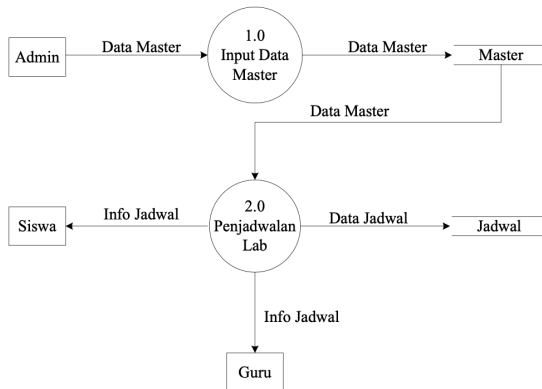 1.0
Data Master
Data Master
Admin
Input Data
Master
Master
Data Master
2.0
Info Jadwal
Data Jadwal
Siswa
Penjadwalan
Jadwal
Lab
Info Jadwal
Guru